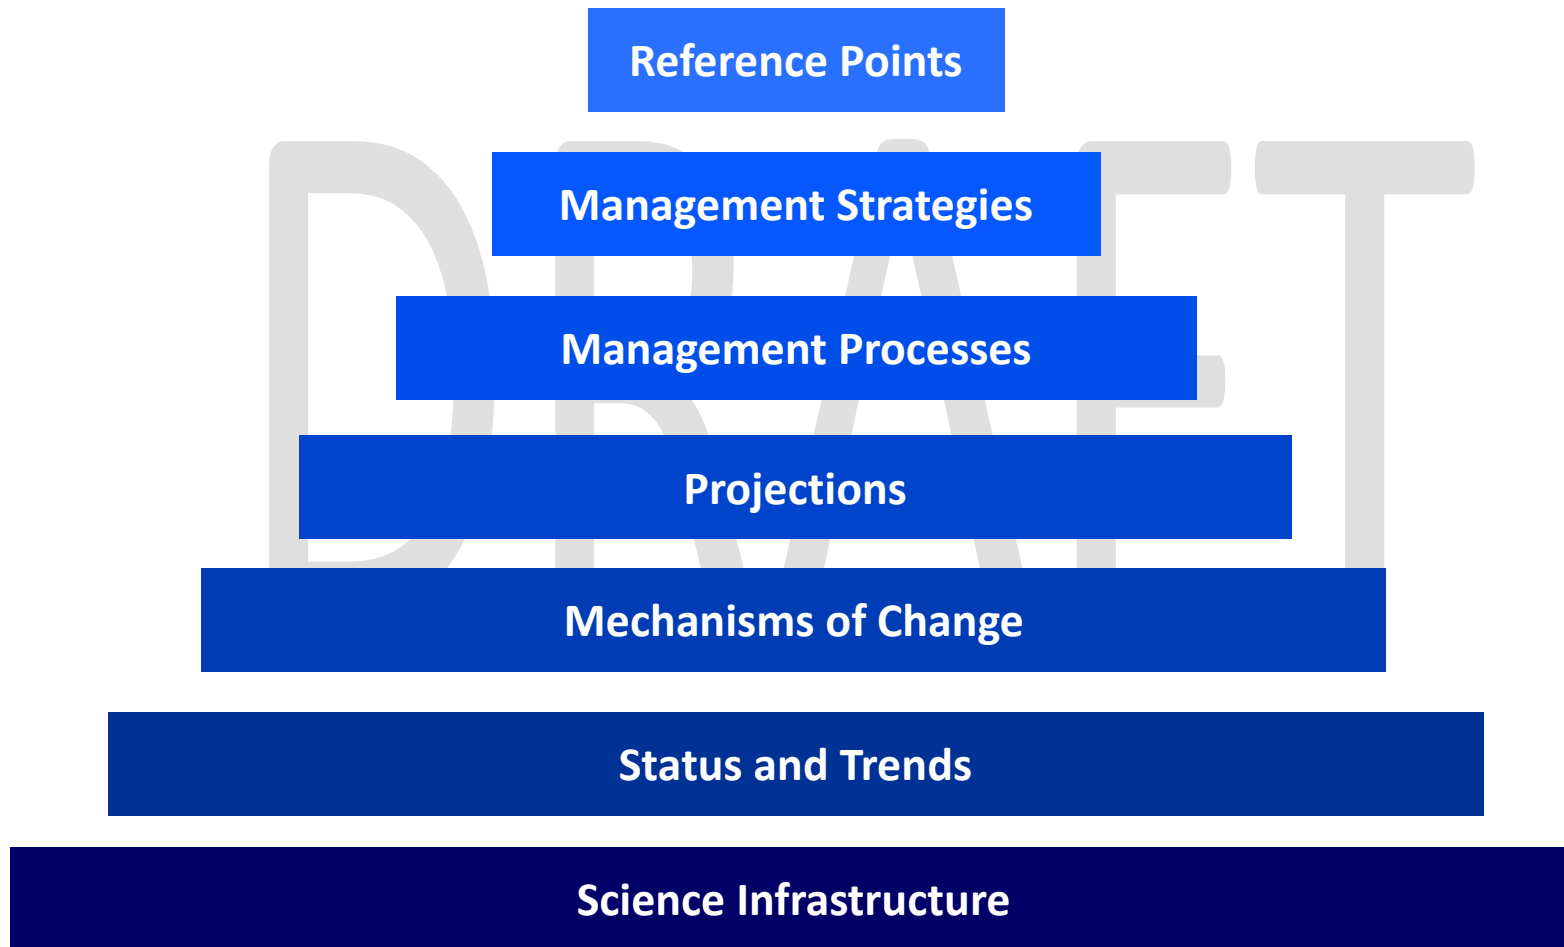 Reference Points
DRAFT
Management Strategies
Management Processes
Projections
Mechanisms of Change
Status and Trends
Science Infrastructure